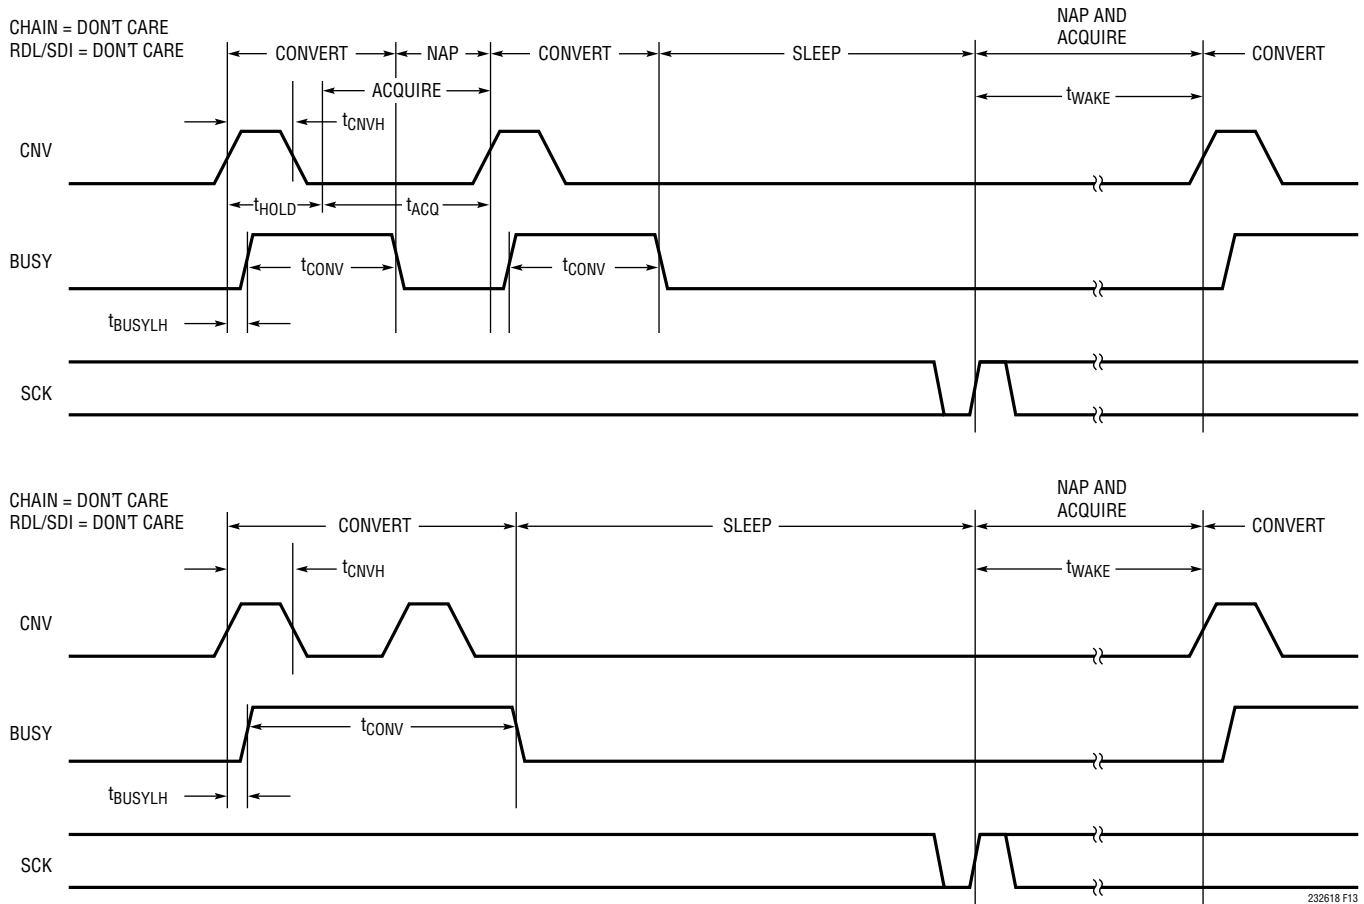 CHAIN = DON'T CARE
RDL/SDI = DON'T CARE
NAP AND
ACQUIRE
CONVERT
NAP
CONVERT
SLEEP
CONVERT
ACQUIRE
tWAKE
tCNVH
CNV
tHOLD
tACQ
BUSY
tCONV
tCONV
tBUSYLH
SCK
CHAIN = DON'T CARE
RDL/SDI = DON'T CARE
NAP AND
ACQUIRE
CONVERT
SLEEP
CONVERT
tCNVH
tWAKE
CNV
BUSY
tCONV
tBUSYLH
SCK
232618 F13